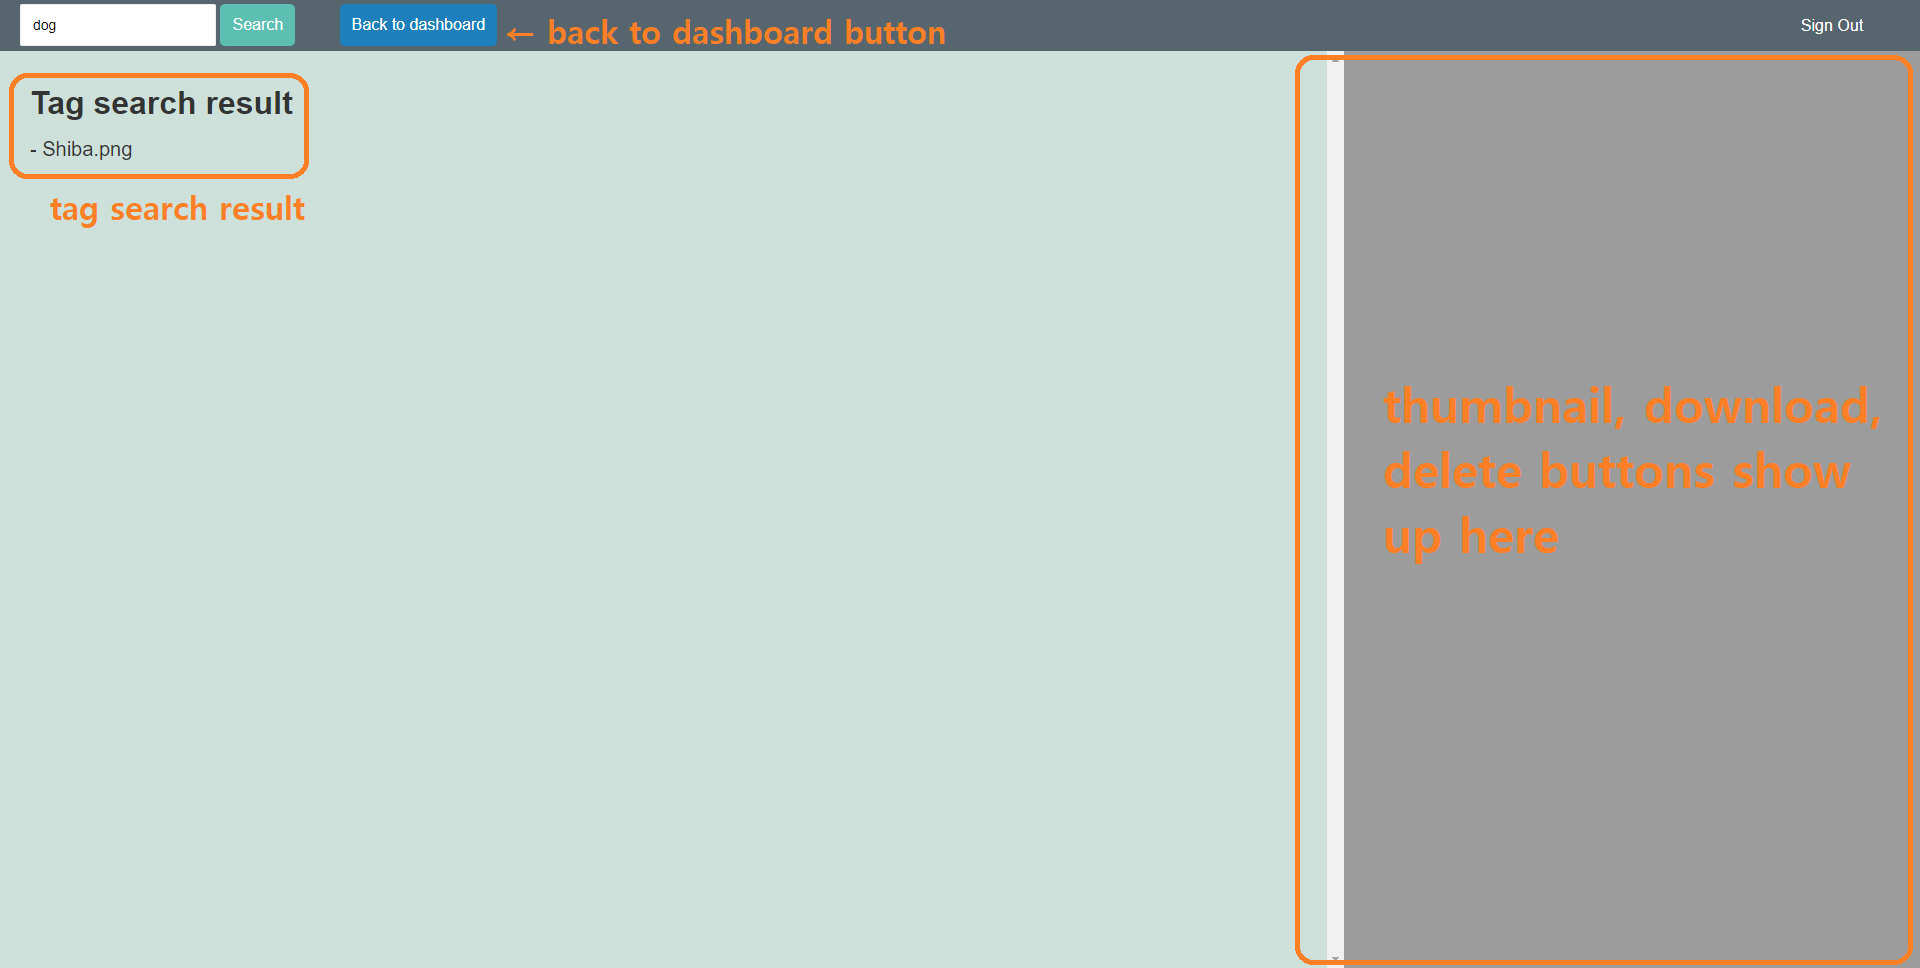 dog
Search
Back to dashboard
← back to dashboard button
Sign Out
Tag search result
- Shiba.png
tag search result
thumbnail, download,
delete buttons show
up here